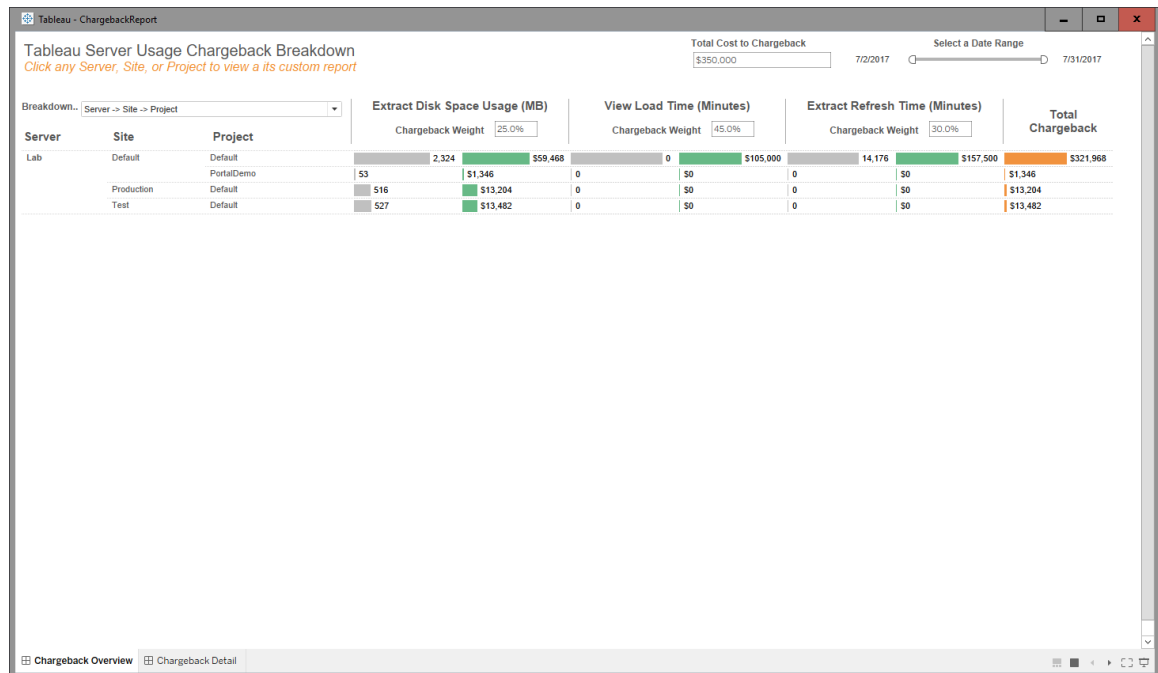 Tableau - ChargebackReport
Tableau Server Usage Chargeback Breakdown
Click any Server, Site, or Project to view a its custom report
Total Cost to Chargeback
$350,000
Select a Date Range
7/2/2017 7/31/2017
Breakdown.. Server -> Site -> Project
Extract Disk Space Usage (MB)
Chargeback Weight 25.0%
View Load Time (Minutes)
Chargeback Weight 45.0%
Extract Refresh Time (Minutes)
Chargeback Weight 30.0%
Total
Chargeback
Server Site Project
Lab Default Default 2,324 $59,468 0 $105,000 14,176 $157,500 $321,968
PortalDemo 53 $1,346 0 $0 0 $0 $1,346
Production Default 516 $13,204 0 $0 0 $0 $13,204
Test Default 527 $13,482 0 $0 0 $0 $13,482
Chargeback Overview Chargeback Detail